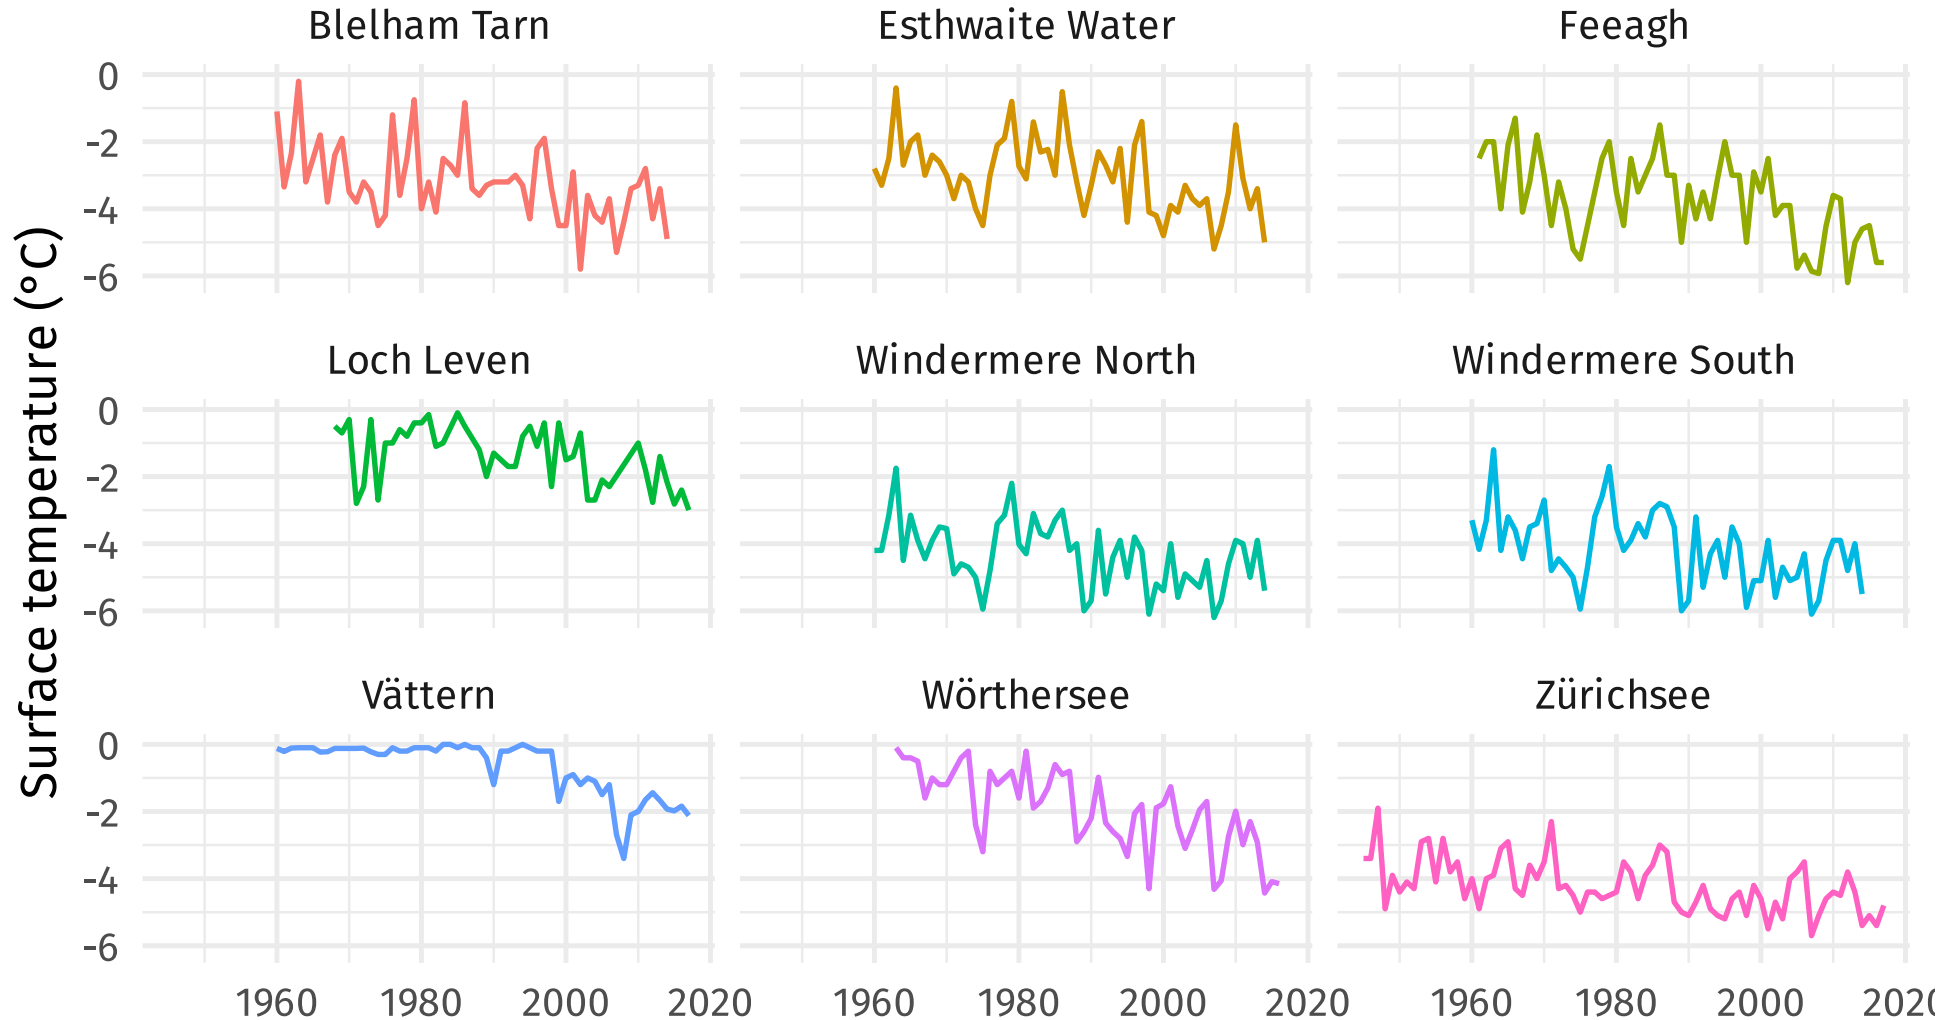 Blelham Tarn
Esthwaite Water
Feeagh
0
-2
-4
-6
Loch Leven
Windermere North
Windermere South
0
-2
-4
-6
Vättern
Wörthersee
Zürichsee
0
-2
-4
-6
1960 1980 2000 2020
1960 1980 2000 2020
1960 1980 2000 2020
Surface temperature (°C)